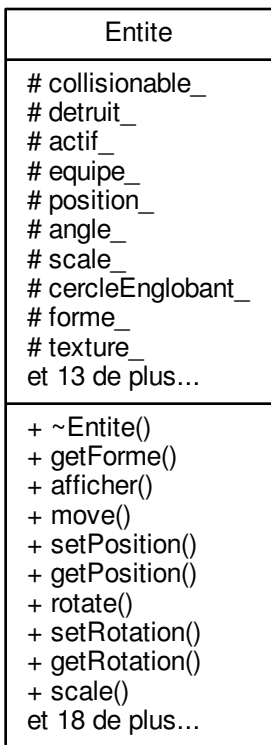 Entite
# collisionable_
# detruit_
# actif_
# equipe_
# position_
# angle_
# scale_
# cercleEnglobant_
# forme_
# texture_
et 13 de plus...
+ ~Entite()
+ getForme()
+ afficher()
+ move()
+ setPosition()
+ getPosition()
+ rotate()
+ setRotation()
+ getRotation()
+ scale()
et 18 de plus...